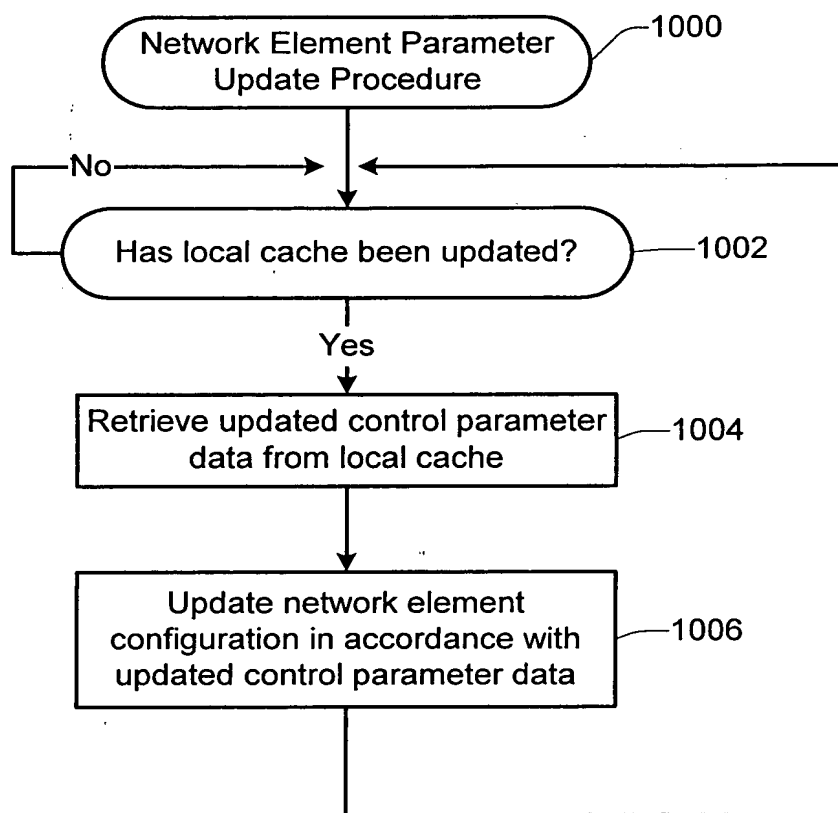 Network Element Parameter
Update Procedure
1000
No
Has local cache been updated?
1002
Yes
Retrieve updated control parameter
data from local cache
1004
Update network element
configuration in accordance with
updated control parameter data
1006